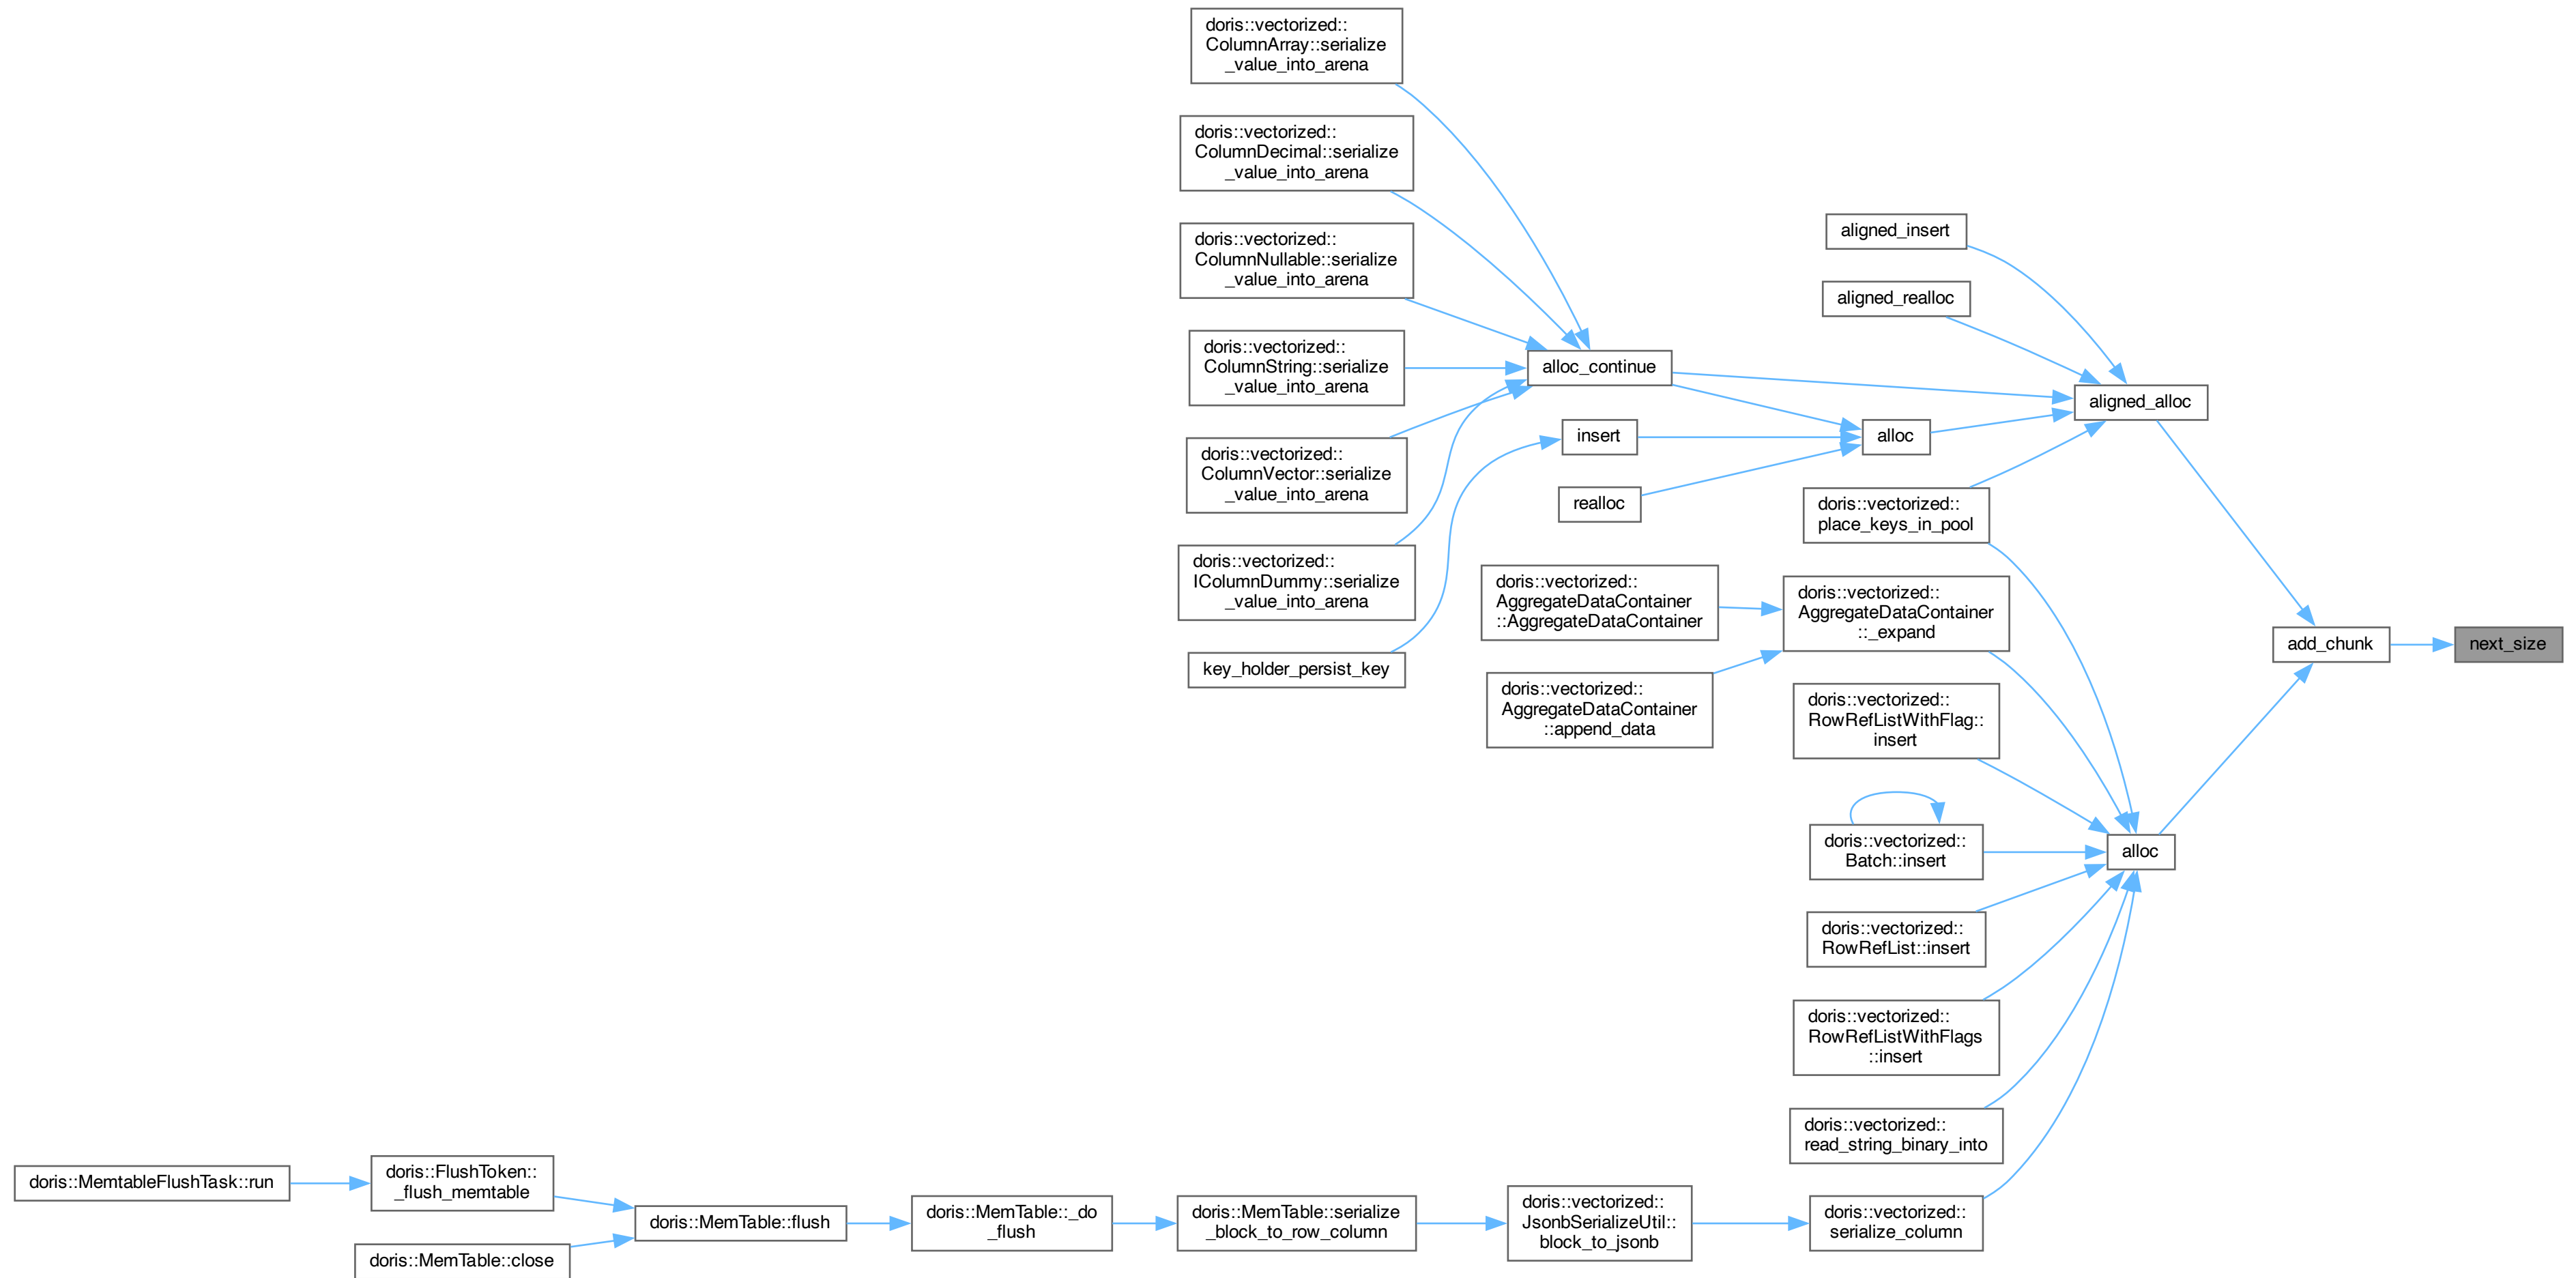 doris::vectorized::
ColumnArray::serialize
_value_into_arena
doris::vectorized::
ColumnDecimal::serialize
_value_into_arena
doris::vectorized::
ColumnNullable::serialize
_value_into_arena
doris::vectorized::
ColumnString::serialize
_value_into_arena
doris::vectorized::
ColumnVector::serialize
_value_into_arena
doris::vectorized::
IColumnDummy::serialize
_value_into_arena
key_holder_persist_key
alloc_continue
insert
realloc
doris::vectorized::
AggregateDataContainer
::AggregateDataContainer
doris::vectorized::
AggregateDataContainer
::append_data
aligned_insert
aligned_realloc
alloc
doris::vectorized::
place_keys_in_pool
doris::vectorized::
AggregateDataContainer
::_expand
doris::vectorized::
RowRefListWithFlag::
insert
doris::vectorized::
Batch::insert
doris::vectorized::
RowRefList::insert
doris::vectorized::
RowRefListWithFlags
::insert
doris::vectorized::
read_string_binary_into
doris::vectorized::
serialize_column
aligned_alloc
alloc
add_chunk
next_size
doris::MemtableFlushTask::run
doris::FlushToken::
_flush_memtable
doris::MemTable::close
doris::MemTable::flush
doris::MemTable::_do
_flush
doris::MemTable::serialize
_block_to_row_column
doris::vectorized::
JsonbSerializeUtil::
block_to_jsonb